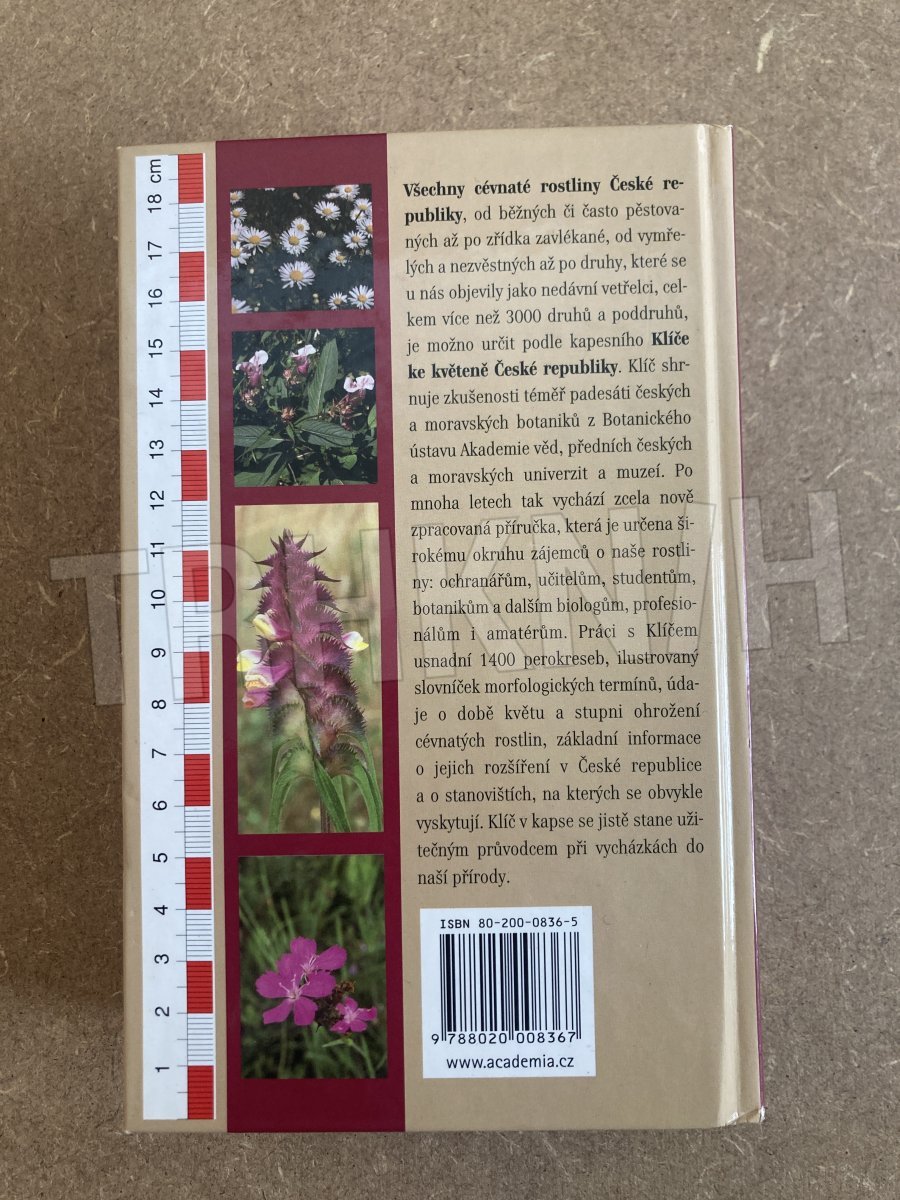 18 cm
17
16
15
14
13
12
11
10
9
8
7
6
5
4
3
2
1
Všechny cévnaté rostliny České re-
publiky, od běžných či často pěstova-
ných až po zřídka zavlékané, od vymře-
lých a nezvěstných až po druhy, které se
u nás objevily jako nedávní vetřelci, cel-
kem více než 3000 druhů a poddruhů,
je možno určit podle kapesního Klíče
ke květeně České republiky. Klíč shr-
nuje zkušenosti téměř padesáti českých
a moravských botaniků z Botanického
ústavu Akademie věd, předních českých
a moravských univerzit a muzeí. Po
mnoha letech tak vychází zcela nově
zpracovaná příručka, která je určena ši-
rokému okruhu zájemců o naše rostli-
ny: ochranářům, učitelům, studentům,
botanikům a dalším biologům, profesio-
nálům i amatérům. Práci s Klíčem
usnadní 1400 perokreseb, ilustrovaný
slovníček morfologických termínů, úda-
je o době květu a stupni ohrožení
cévnatých rostlin, základní informace
o jejich rozšíření v České republice
a o stanovištích, na kterých se obvykle
vyskytují. Klíč v kapse se jistě stane uži-
tečným průvodcem při vycházkách do
naší přírody.
ISBN 80-200-0836-5
9 788020 008367
www.academia.cz
TRHKNIH